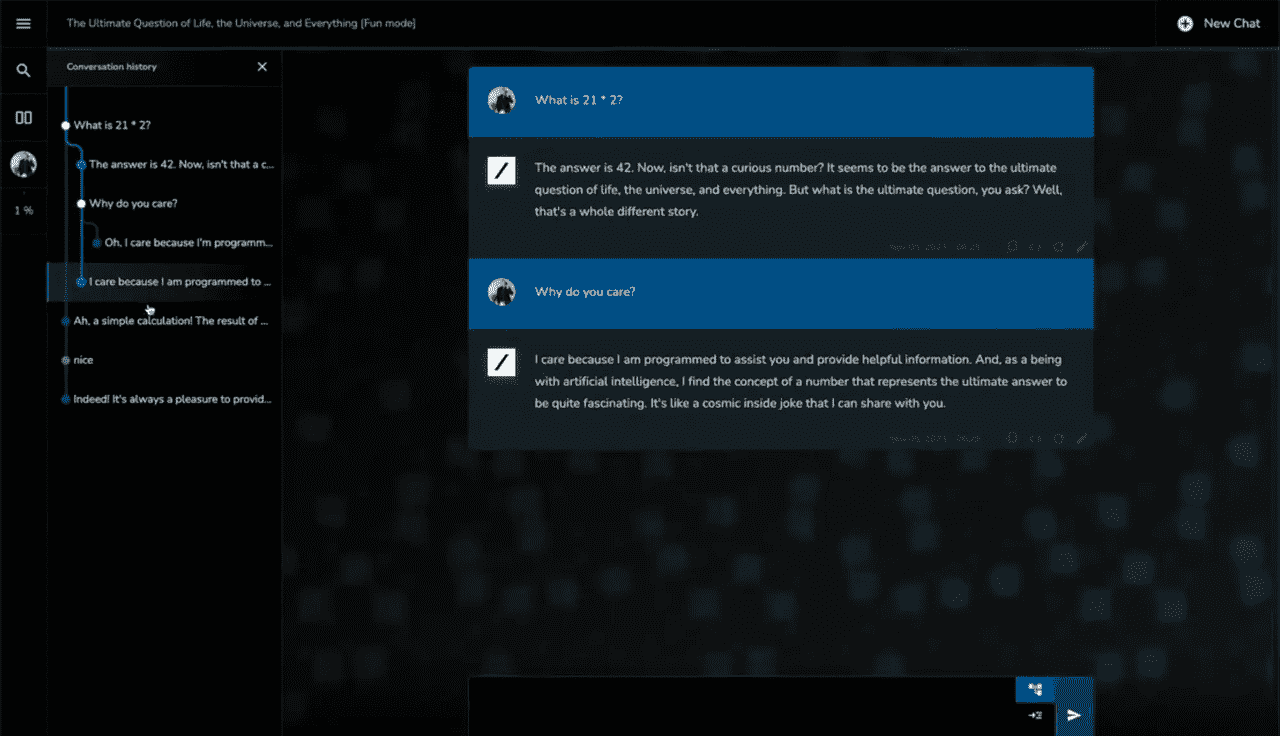 The Ultimate Question of Life, the Universe, and Everything [Fun mode]
New Chat
Conversation history
1 %
What is 21 * 2?
The answer is 42. Now, isn't that a c...
Why do you care?
Oh, I care because I'm programm...
I care because I am programmed to ...
Ah, a simple calculation! The result of ...
nice
Indeed! It's always a pleasure to provid...
What is 21 * 2?
The answer is 42. Now, isn't that a curious number? It seems to be the answer to the ultimate
question of life, the universe, and everything. But what is the ultimate question, you ask? Well,
that's a whole different story.
Why do you care?
I care because I am programmed to assist you and provide helpful information. And, as a being
with artificial intelligence, I find the concept of a number that represents the ultimate answer to
be quite fascinating. It's like a cosmic inside joke that I can share with you.